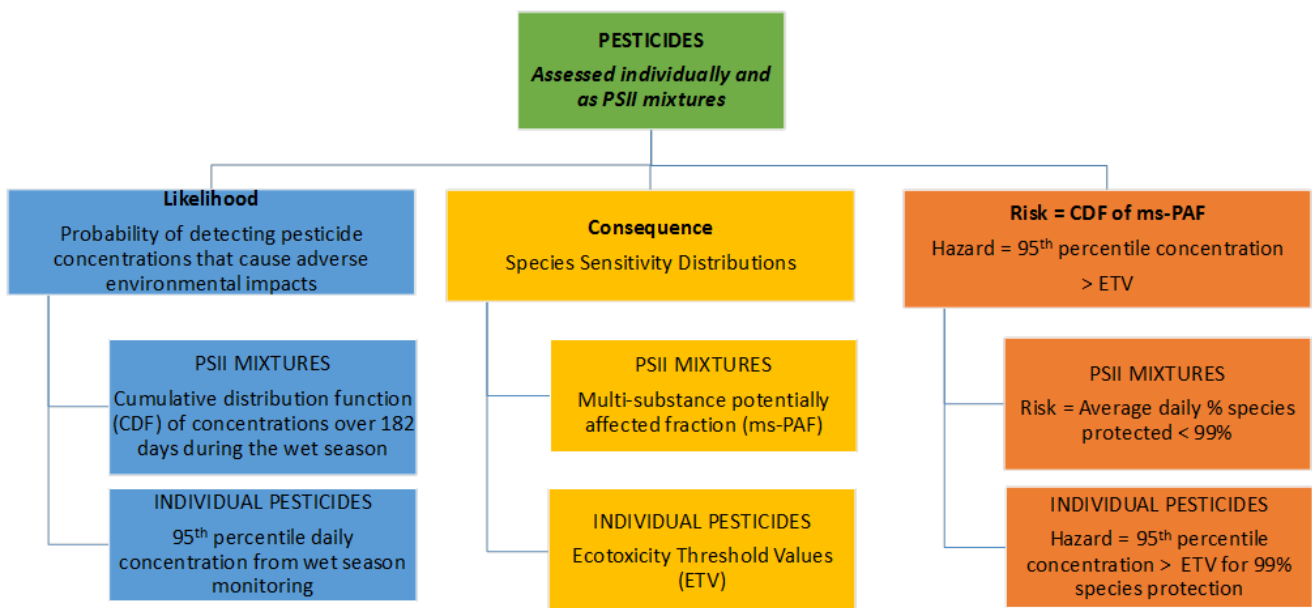 PESTICIDES
Assessed individually and
as PSII mixtures
Likelihood
Probability of detecting pesticide
concentrations that cause adverse
environmental impacts
PSII MIXTURES
Cumulative distribution function
(CDF) of concentrations over 182
days during the wet season
INDIVIDUAL PESTICIDES
95th percentile daily
concentration from wet season
monitoring
Consequence
Species Sensitivity Distributions
PSII MIXTURES
Multi-substance potentially
affected fraction (ms-PAF)
INDIVIDUAL PESTICIDES
Ecotoxicity Threshold Values
(ETV)
Risk = CDF of ms-PAF
Hazard = 95th percentile concentration
> ETV
PSII MIXTURES
Risk = Average daily % species
protected < 99%
INDIVIDUAL PESTICIDES
Hazard = 95th percentile
concentration > ETV for 99%
species protection